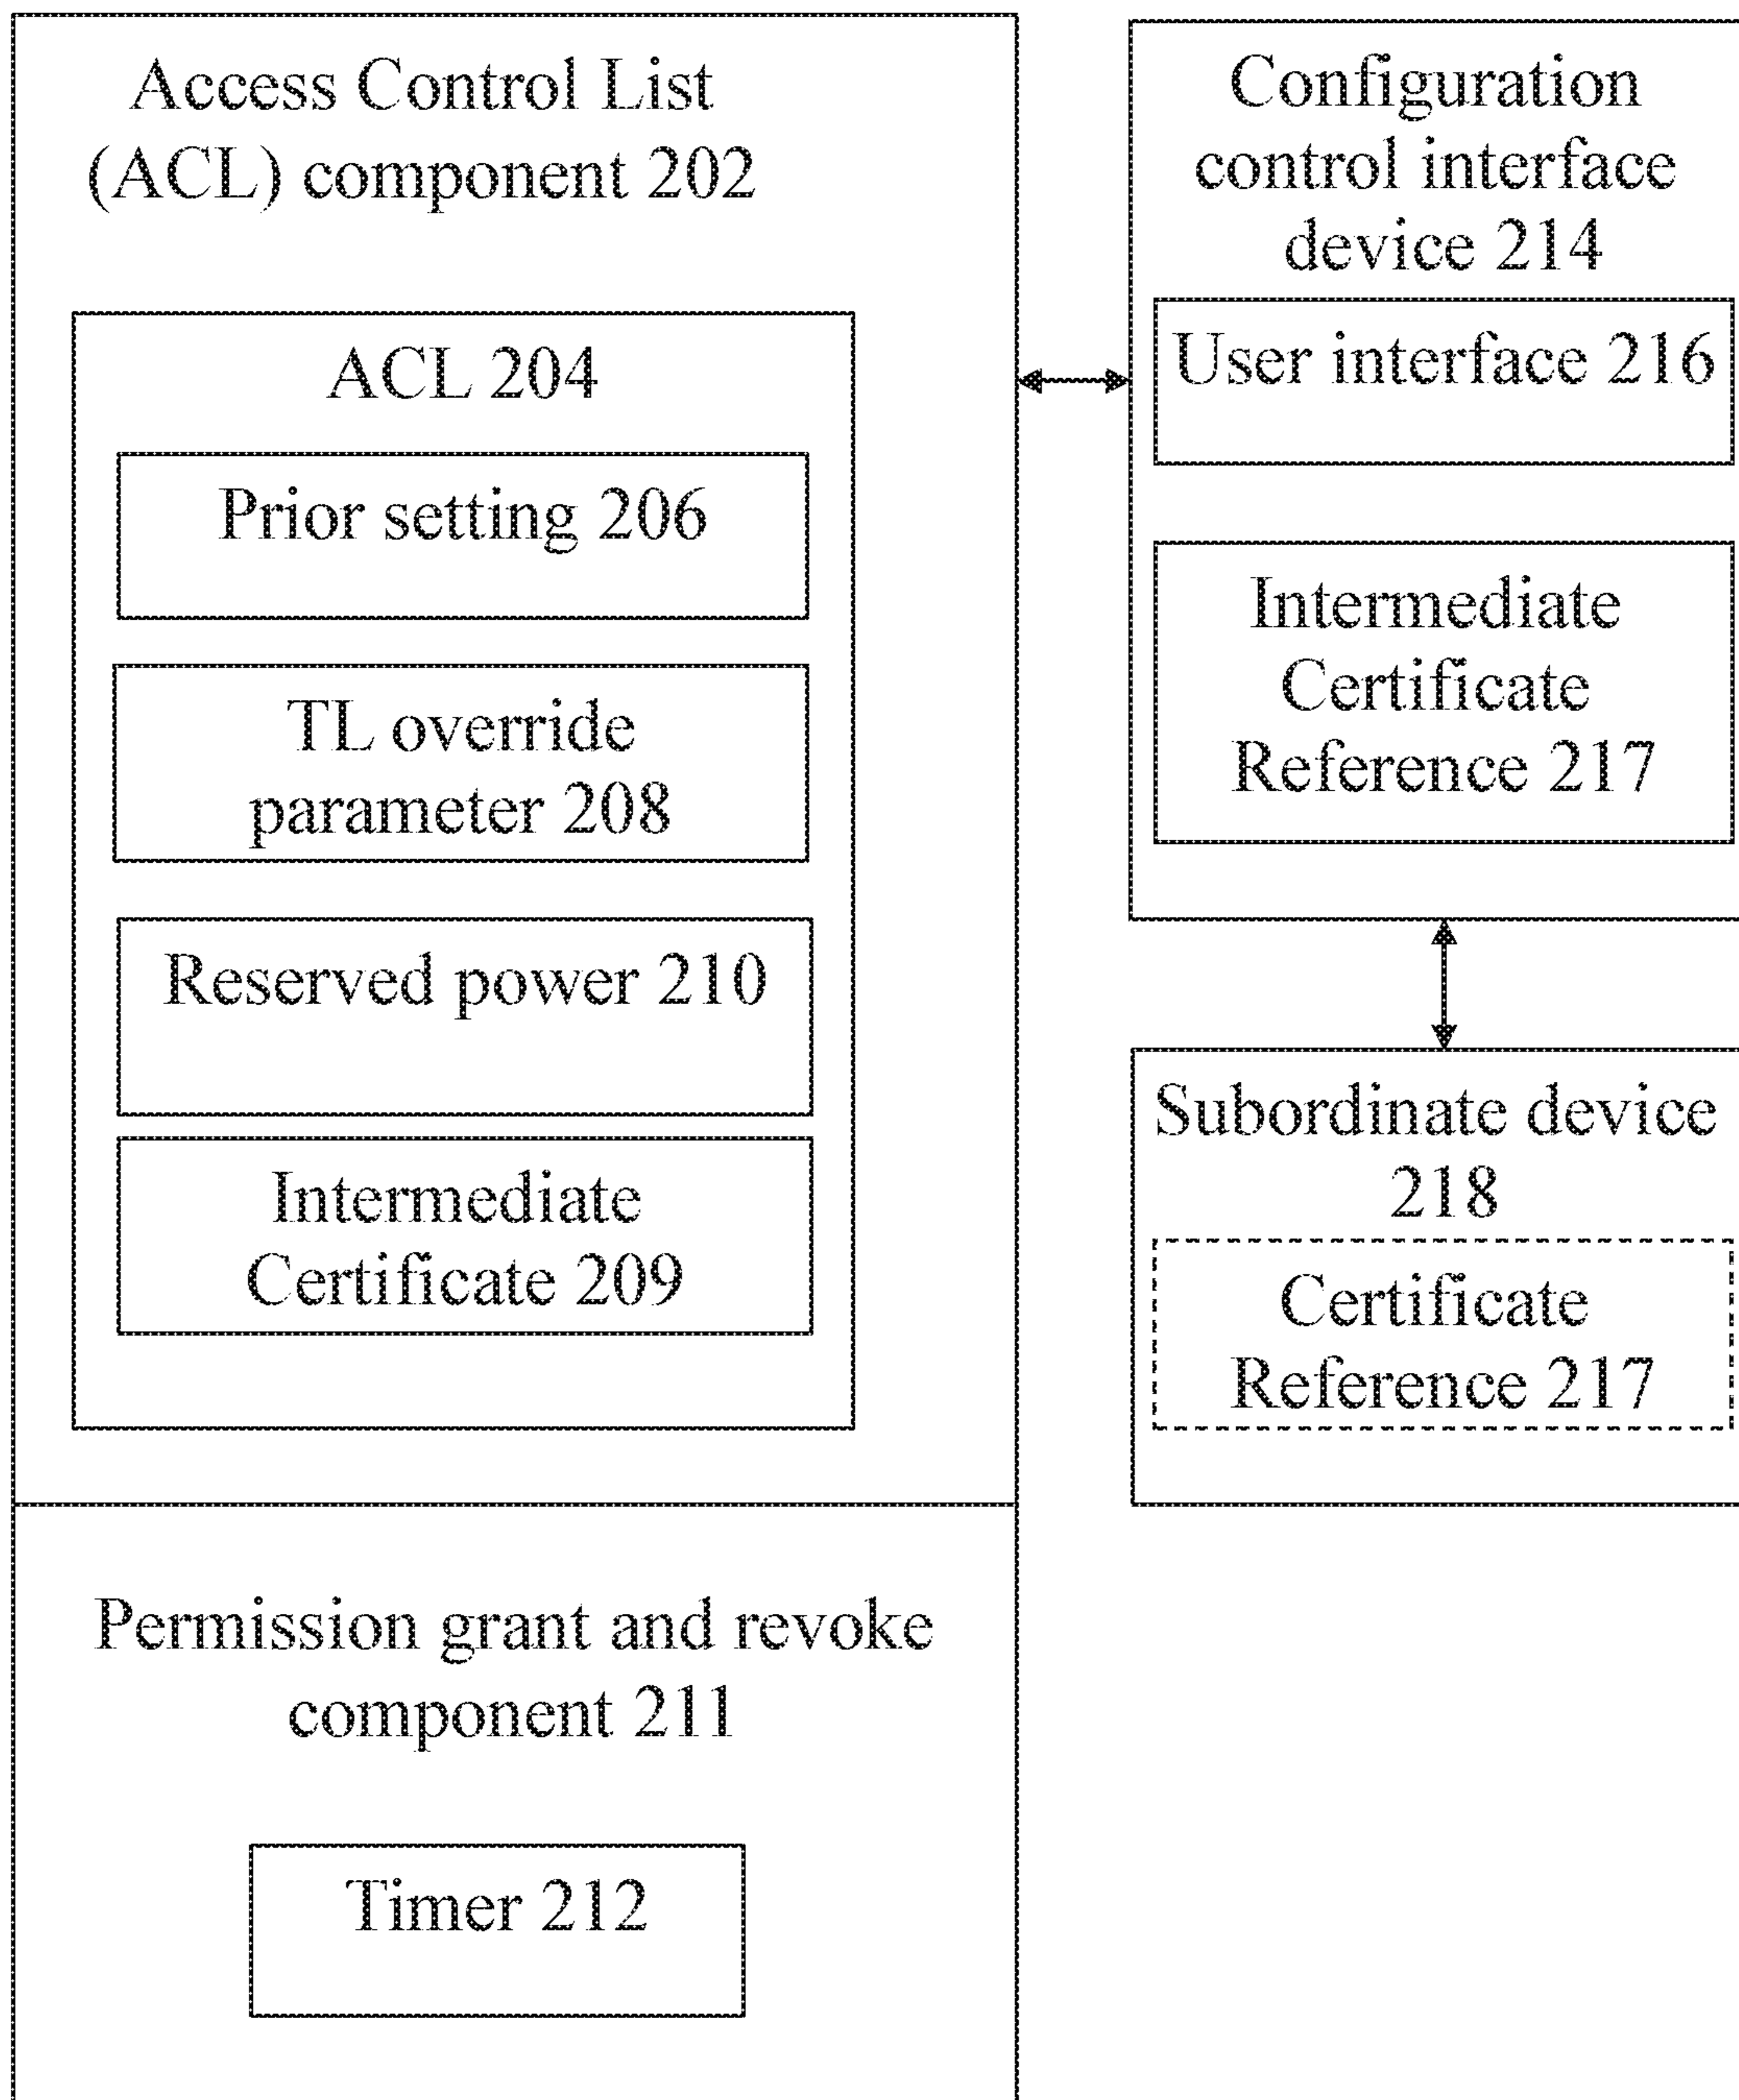 Access Control List
(ACL) component 202
ACL 204
Prior setting 206
TL override
parameter 208
Reserved power 210
Intermediate
Certificate 209
Permission grant and revoke
component 211
Timer 212
Configuration
control interface
device 214
User interface 216
Intermediate
Certificate
Reference 217
Subordinate device
218
Certificate
Reference 217